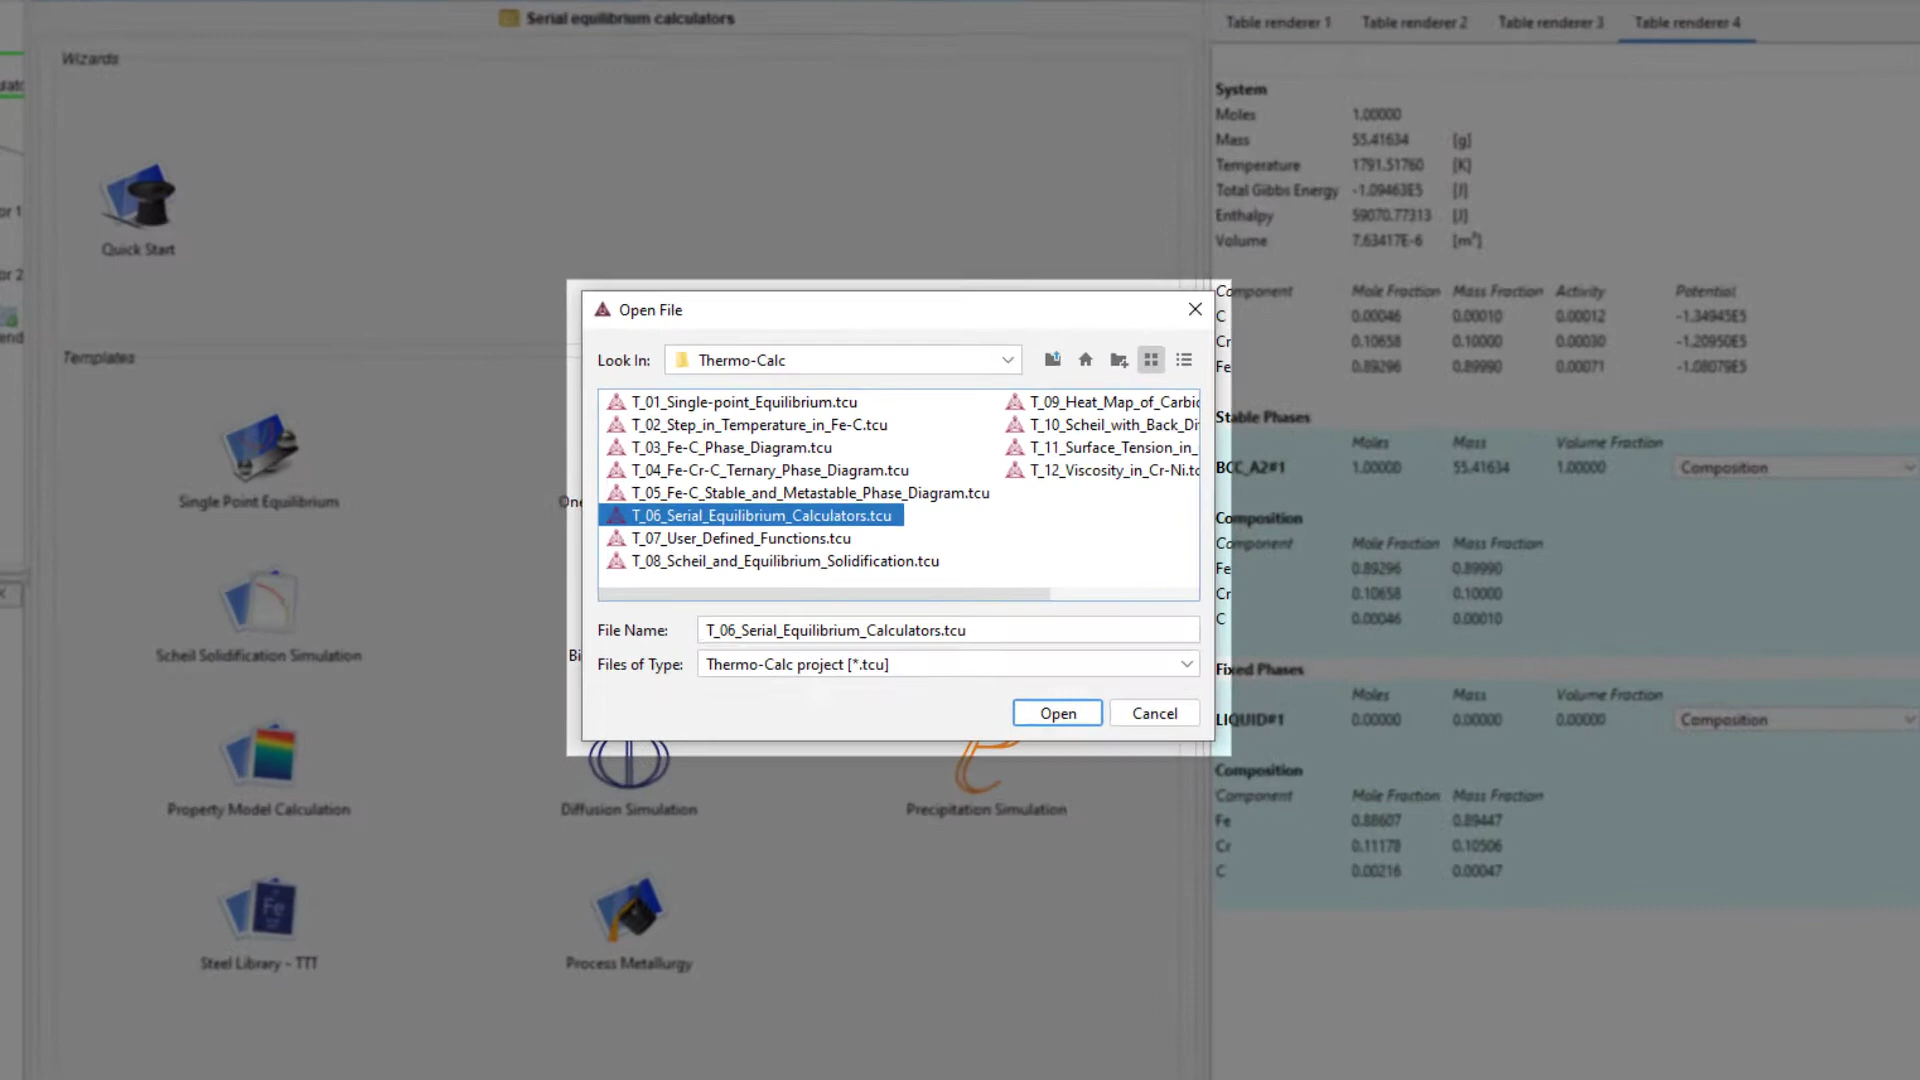 Serial equilibrium calculators
Wizards
Quick Start
Templates
Single Point Equilibrium
Scheil Solidification Simulation
Property Model Calculation
Diffusion Simulation
Precipitation Simulation
Steel Library - TTT
Process Metallurgy
Open File
Look In: Thermo-Calc
T_01_Single-point_Equilibrium.tcu
T_02_Step_in_Temperature_in_Fe-C.tcu
T_03_Fe-C_Phase_Diagram.tcu
T_04_Fe-Cr-C_Ternary_Phase_Diagram.tcu
T_05_Fe-C_Stable_and_Metastable_Phase_Diagram.tcu
T_06_Serial_Equilibrium_Calculators.tcu
T_07_User_Defined_Functions.tcu
T_08_Scheil_and_Equilibrium_Solidification.tcu
T_09_Heat_Map_of_Carbid
T_10_Scheil_with_Back_Di
T_11_Surface_Tension_in_
T_12_Viscosity_in_Cr-Ni.tc
File Name: T_06_Serial_Equilibrium_Calculators.tcu
Files of Type: Thermo-Calc project [*.tcu]
Open Cancel
Table renderer 1 Table renderer 2 Table renderer 3 Table renderer 4
System
Moles 1.00000
Mass 55.41634 [g]
Temperature 1791.51760 [K]
Total Gibbs Energy -1.09463E5 [J]
Enthalpy 59070.77313 [J]
Volume 7.63417E-6 [m³]
Component Mole Fraction Mass Fraction Activity Potential
C 0.00046 0.00010 0.00012 -1.34945E5
Cr 0.10658 0.10000 0.00030 -1.20950E5
Fe 0.89296 0.89990 0.00071 -1.08079E5
Stable Phases
Moles Mass Volume Fraction
BCC_A2#1 1.00000 55.41634 1.00000 Composition
Composition
Component Mole Fraction Mass Fraction
Fe 0.89296 0.89990
Cr 0.10658 0.10000
C 0.00046 0.00010
Fixed Phases
Moles Mass Volume Fraction
LIQUID#1 0.00000 0.00000 0.00000 Composition
Composition
Component Mole Fraction Mass Fraction
Fe 0.88607 0.89447
Cr 0.11178 0.10506
C 0.00216 0.00047